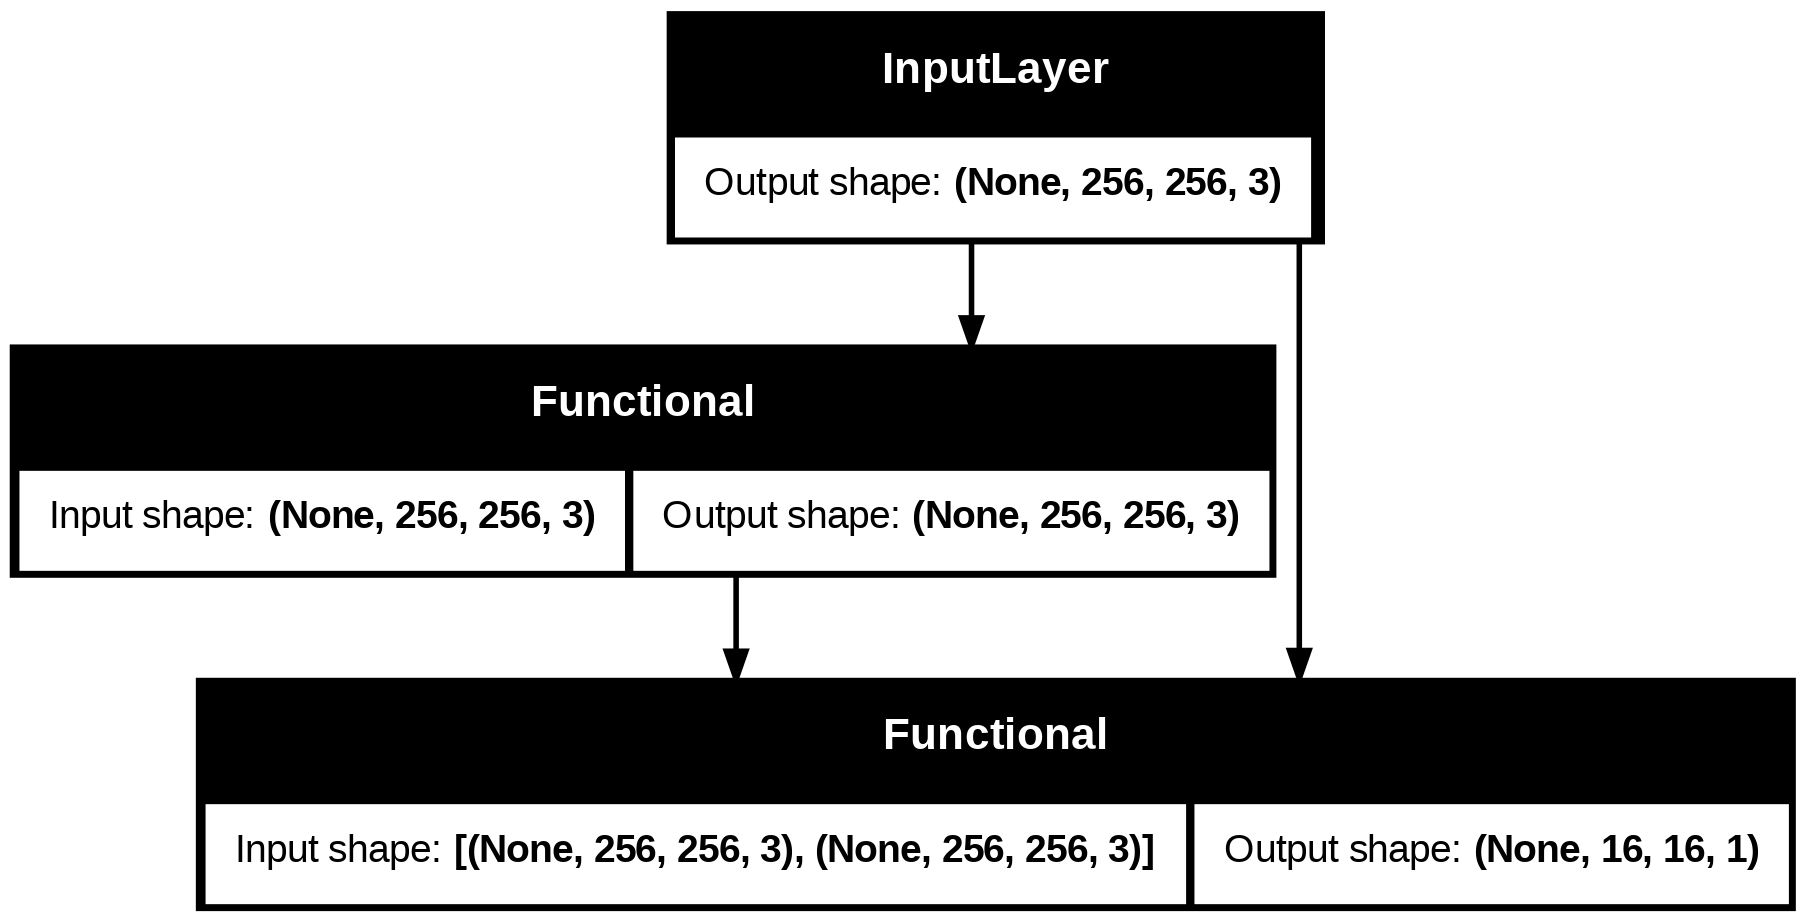 InputLayer
Output shape: (None, 256, 256, 3)
Functional
Input shape: (None, 256, 256, 3) Output shape: (None, 256, 256, 3)
Functional
Input shape: [(None, 256, 256, 3), (None, 256, 256, 3)] Output shape: (None, 16, 16, 1)